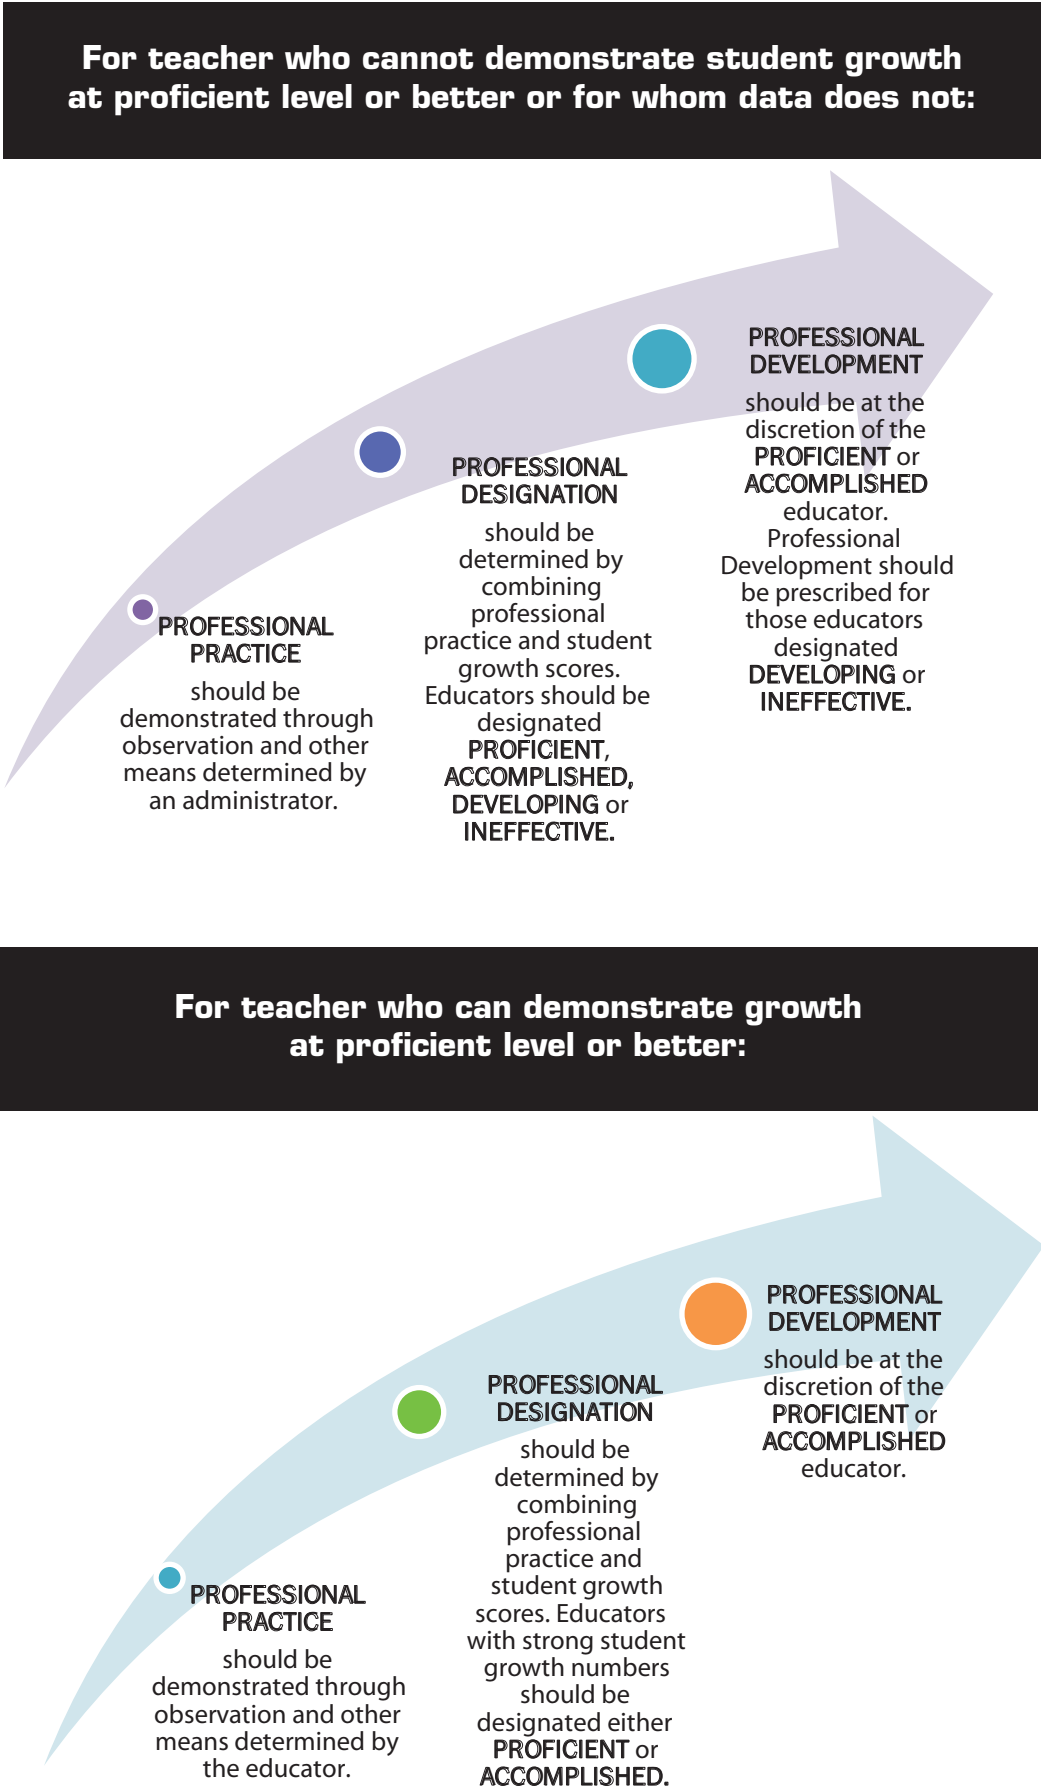 For teacher who cannot demonstrate student growth
at proficient level or better or for whom data does not:
PROFESSIONAL
PRACTICE
should be
demonstrated through
observation and other
means determined by
an administrator.
PROFESSIONAL
DESIGNATION
should be
determined by
combining
professional
practice and student
growth scores.
Educators should be
designated
PROFICIENT,
ACCOMPLISHED,
DEVELOPING or
INEFFECTIVE.
PROFESSIONAL
DEVELOPMENT
should be at the
discretion of the
PROFICIENT or
ACCOMPLISHED
educator.
Professional
Development should
be prescribed for
those educators
designated
DEVELOPING or
INEFFECTIVE.
For teacher who can demonstrate growth
at proficient level or better:
PROFESSIONAL
PRACTICE
should be
demonstrated through
observation and other
means determined by
the educator.
PROFESSIONAL
DESIGNATION
should be
determined by
combining
professional
practice and
student growth
scores. Educators
with strong student
growth numbers
should be
designated either
PROFICIENT or
ACCOMPLISHED.
PROFESSIONAL
DEVELOPMENT
should be at the
discretion of the
PROFICIENT or
ACCOMPLISHED
educator.